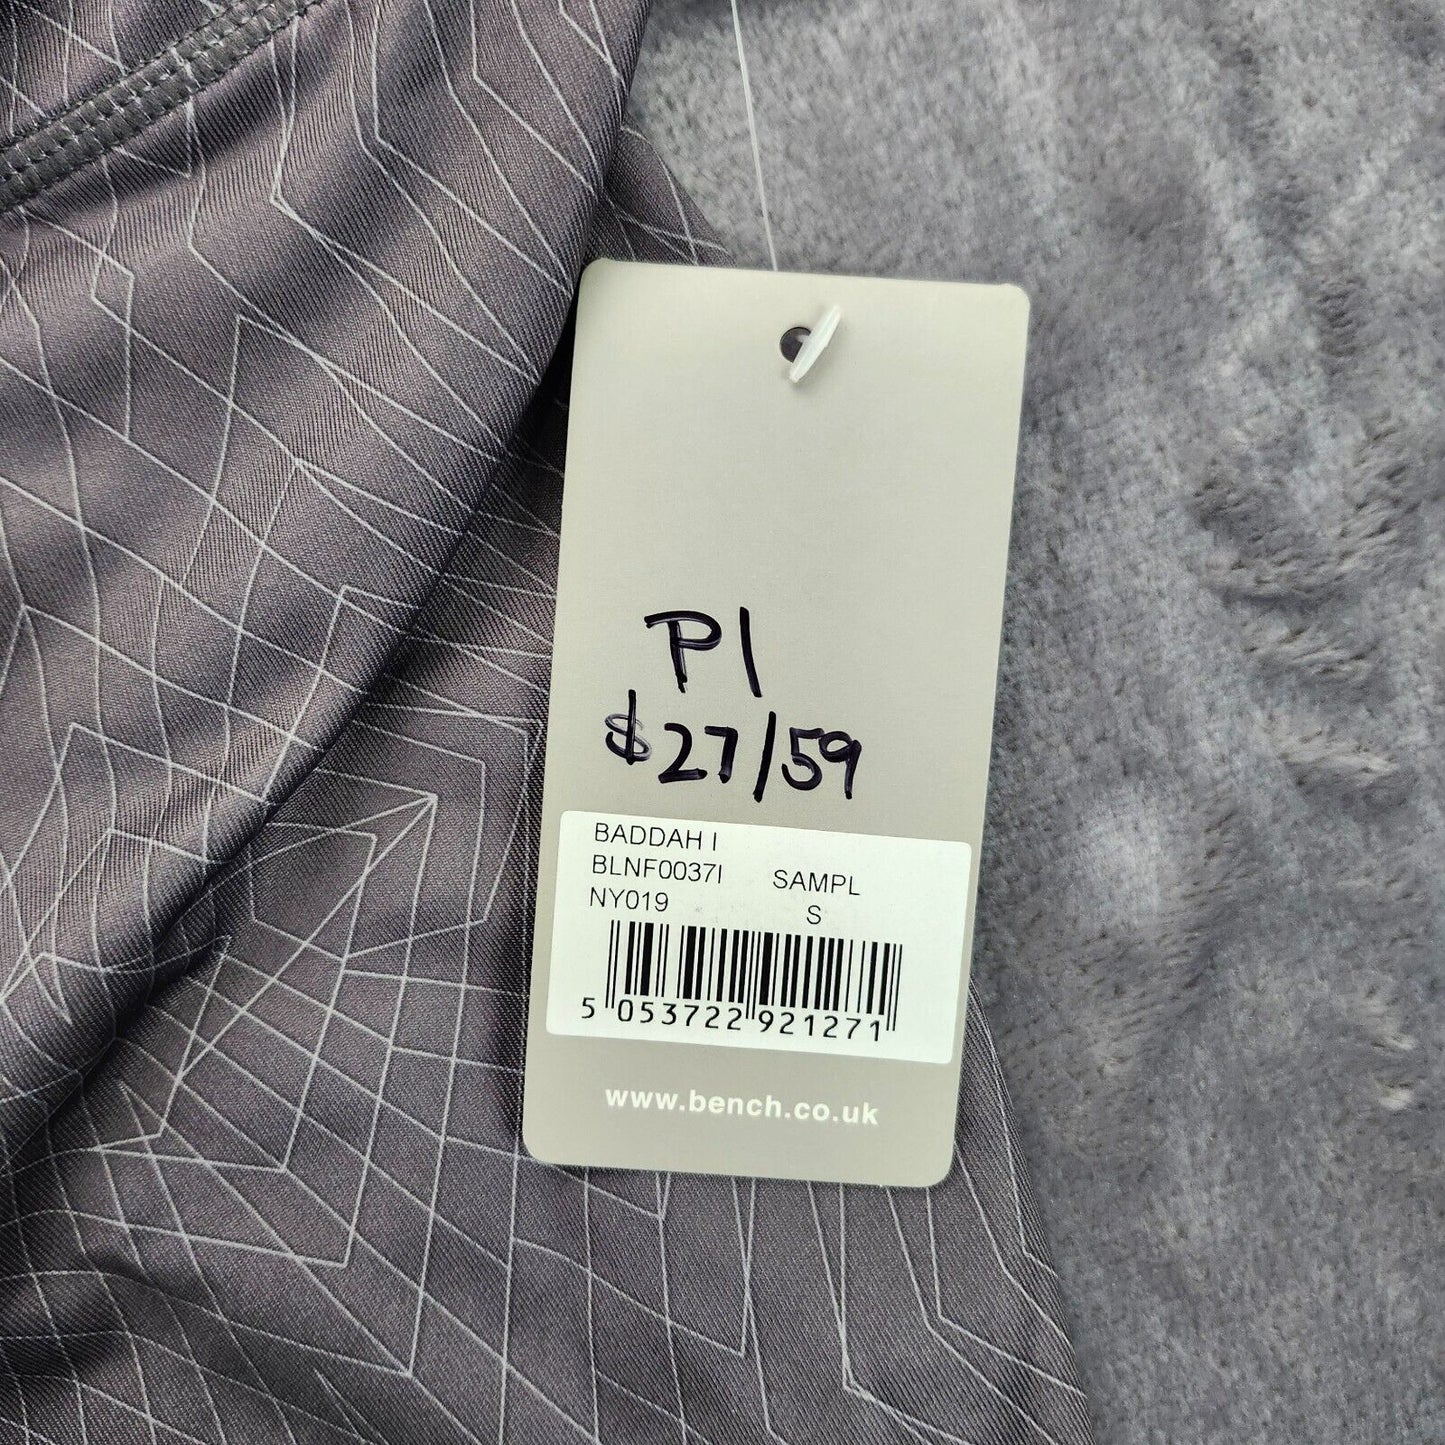 P1
$27/59
BADDAH I
BLNF0037I SAMPL
NY019 S
5 053722 921271
www.bench.co.uk